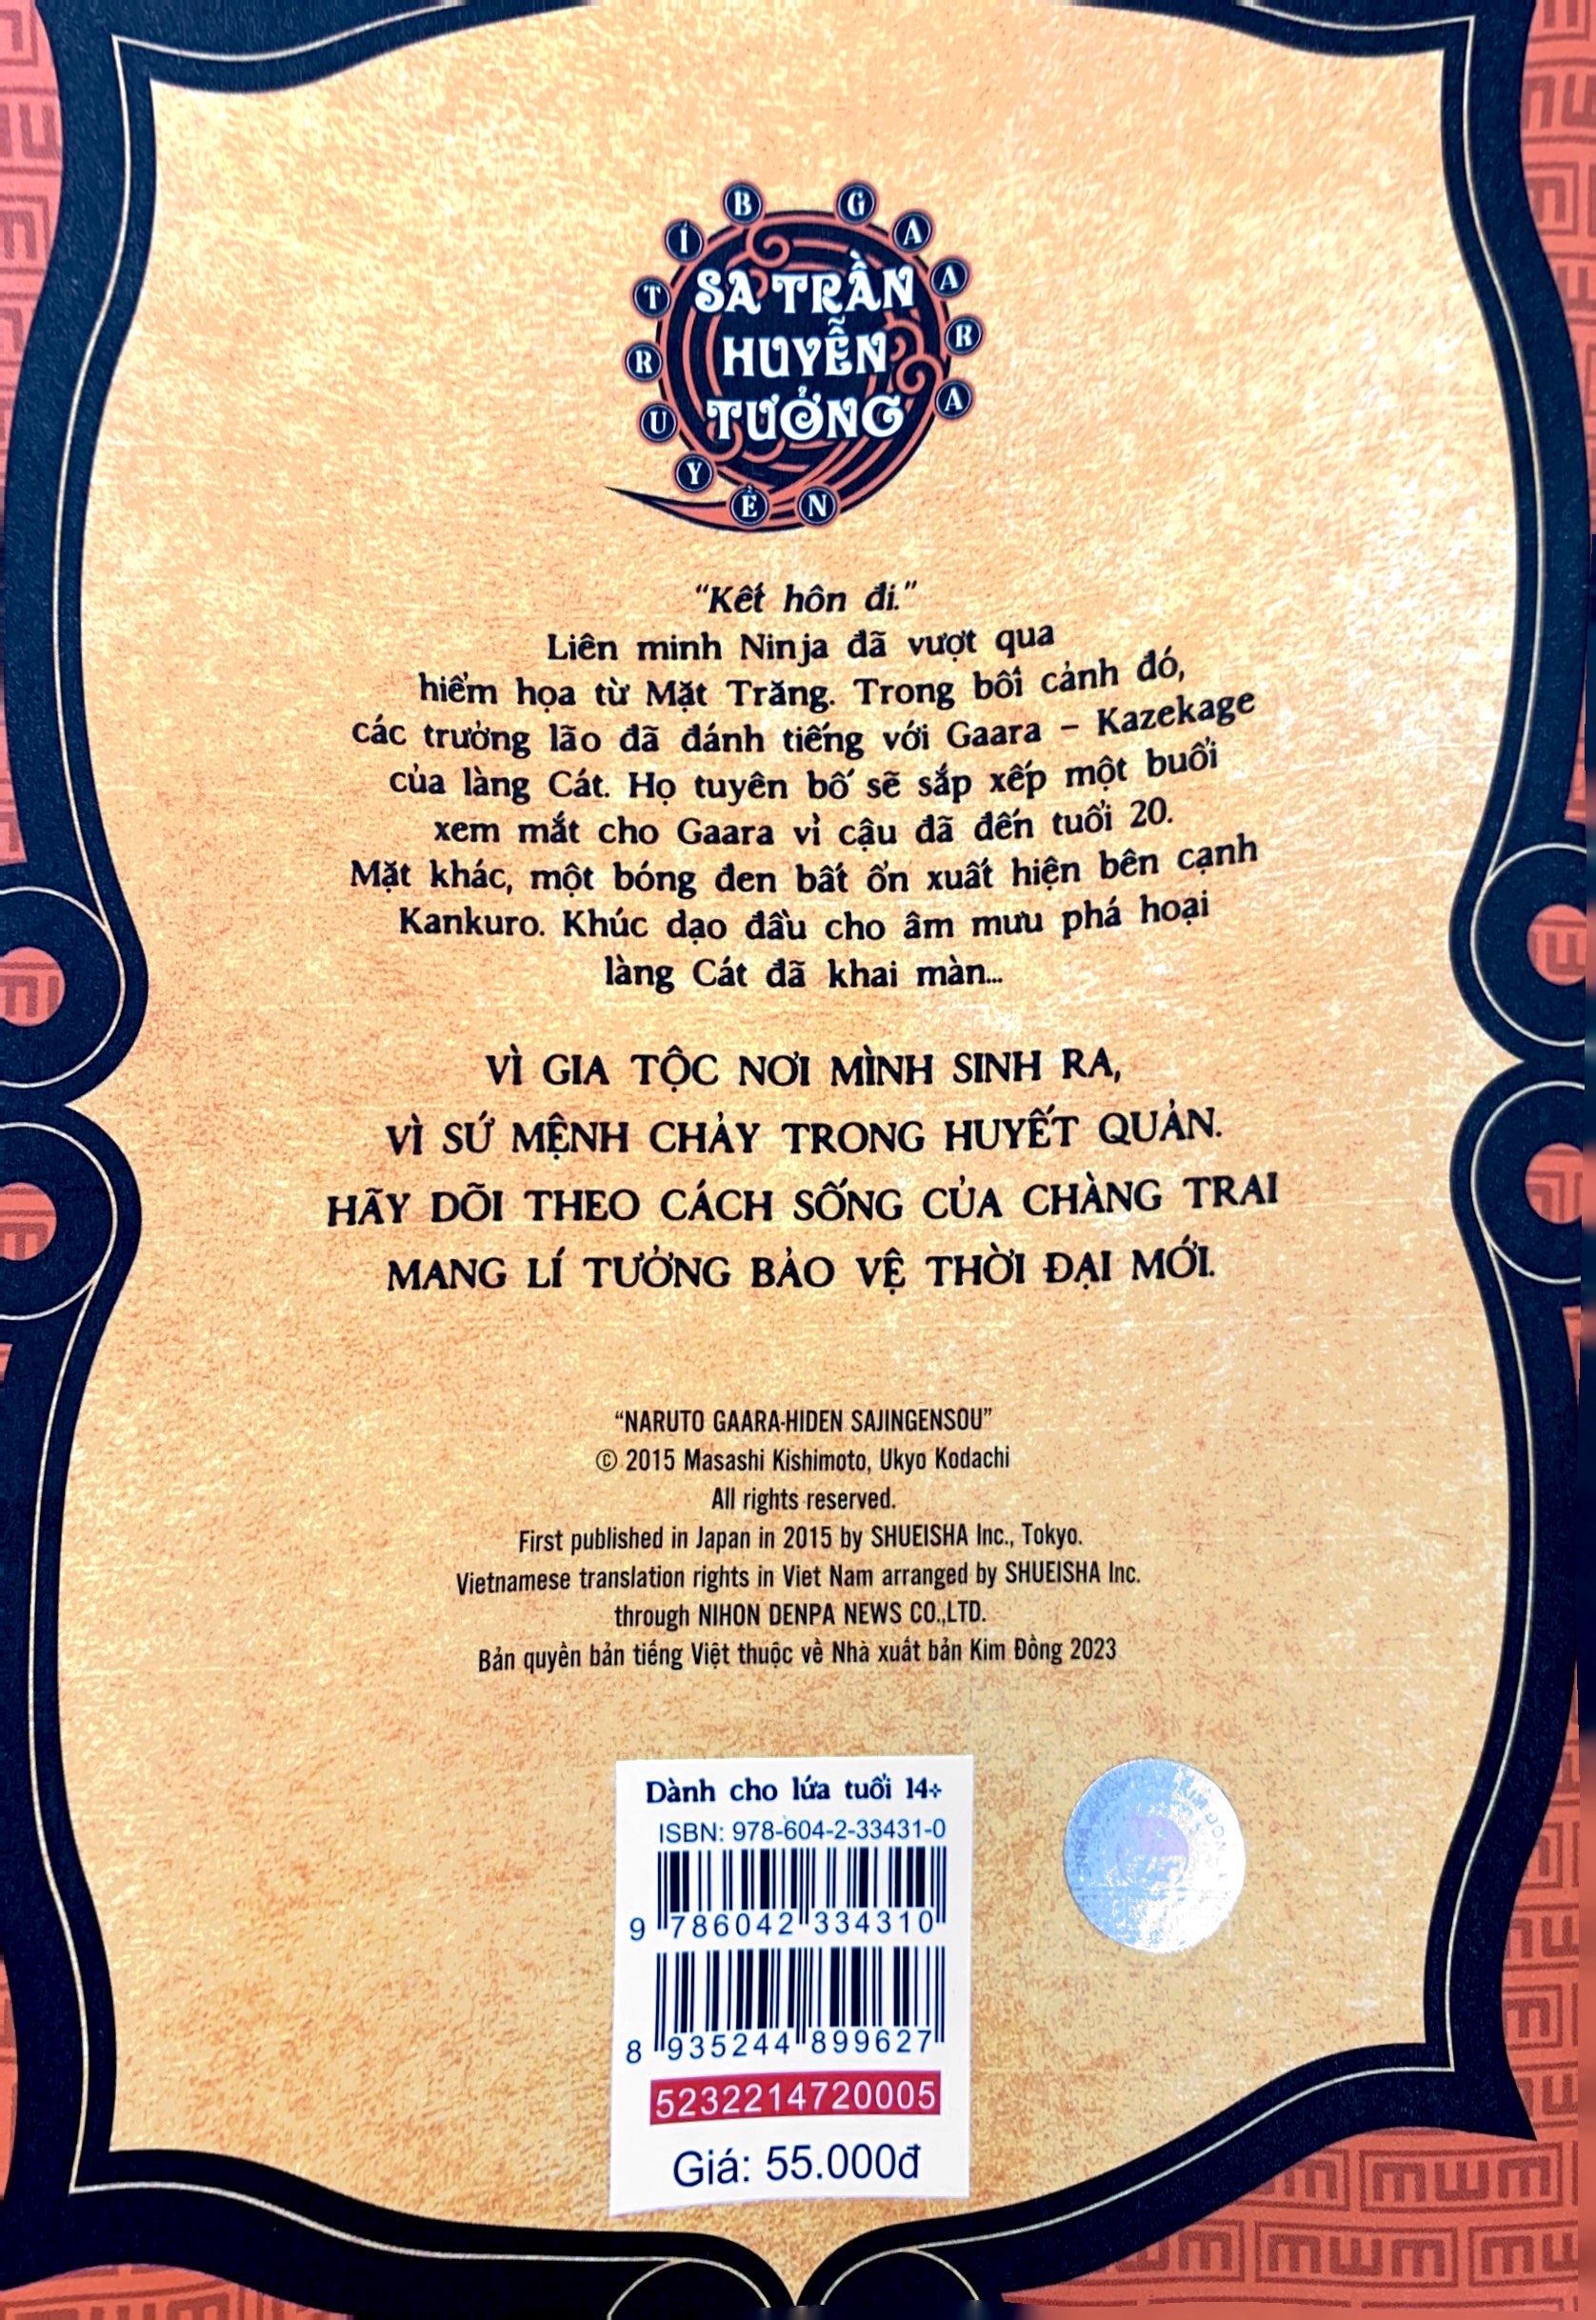 GAARA BÍ TRUYỀN
SA TRẦN
HUYỄN
TƯỞNG
“Kết hôn đi.”
Liên minh Ninja đã vượt qua
hiểm họa từ Mặt Trăng. Trong bối cảnh đó,
các trưởng lão đã đánh tiếng với Gaara – Kazekage
của làng Cát. Họ tuyên bố sẽ sắp xếp một buổi
xem mắt cho Gaara vì cậu đã đến tuổi 20.
Mặt khác, một bóng đen bất ổn xuất hiện bên cạnh
Kankuro. Khúc dạo đầu cho âm mưu phá hoại
làng Cát đã khai màn...
VÌ GIA TỘC NƠI MÌNH SINH RA,
VÌ SỨ MỆNH CHẢY TRONG HUYẾT QUẢN.
HÃY DÕI THEO CÁCH SỐNG CỦA CHÀNG TRAI
MANG LÍ TƯỞNG BẢO VỆ THỜI ĐẠI MỚI.
“NARUTO GAARA-HIDEN SAJINGENSOU”
© 2015 Masashi Kishimoto, Ukyo Kodachi
All rights reserved.
First published in Japan in 2015 by SHUEISHA Inc., Tokyo.
Vietnamese translation rights in Viet Nam arranged by SHUEISHA Inc.
through NIHON DENPA NEWS CO.,LTD.
Bản quyền bản tiếng Việt thuộc về Nhà xuất bản Kim Đồng 2023
Dành cho lứa tuổi 14+
ISBN: 978-604-2-33431-0
9 786042 334310
8 935244 899627
5232214720005
Giá: 55.000đ